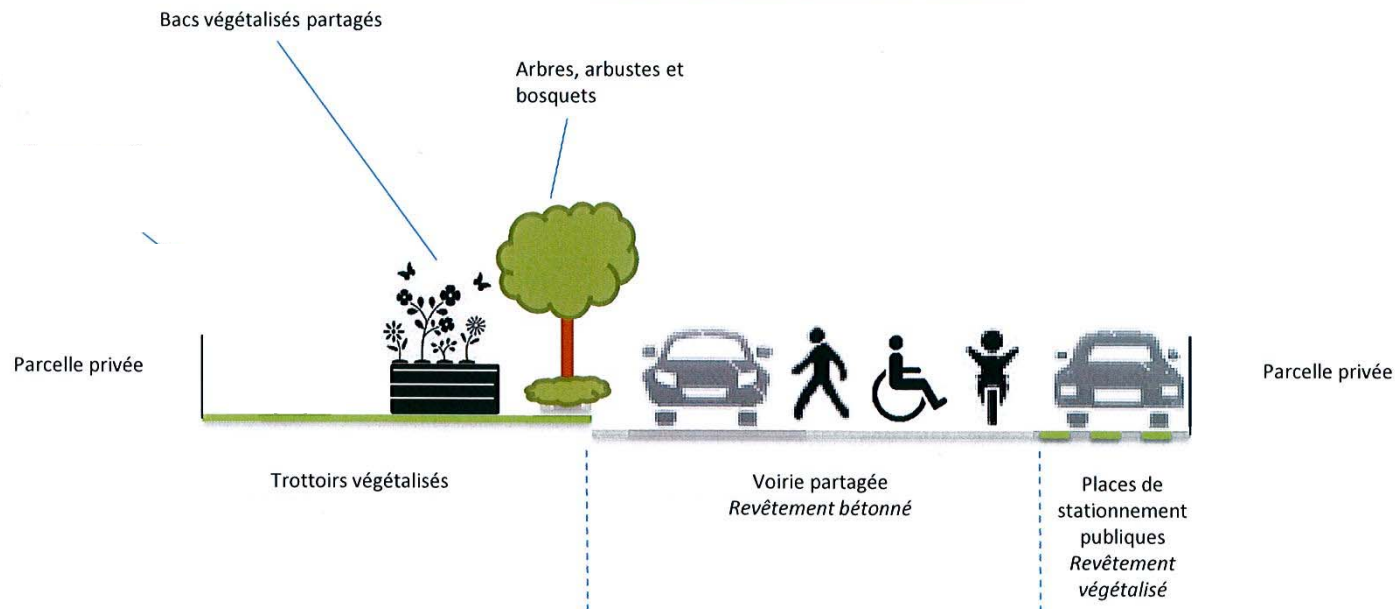 Bacs végétalisés partagés
Arbres, arbustes et
bosquets
Parcelle privée
Parcelle privée
Trottoirs végétalisés
Voirie partagée
Revêtement bétonné
Places de
stationnement
publiques
Revêtement
végétalisé